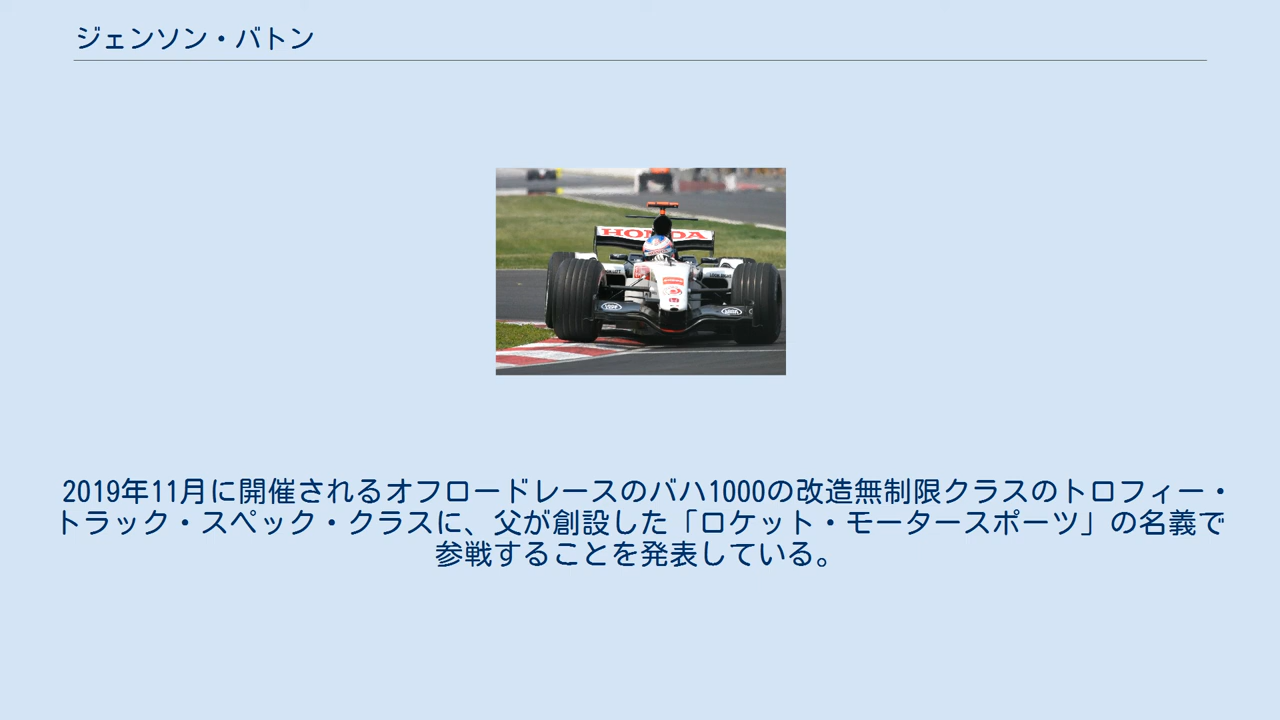 ジェンソン・バトン
HONDA
2019年11月に開催されるオフロードレースのバハ1000の改造無制限クラスのトロフィー・
トラック・スペック・クラスに、父が創設した「ロケット・モータースポーツ」の名義で
参戦することを発表している。